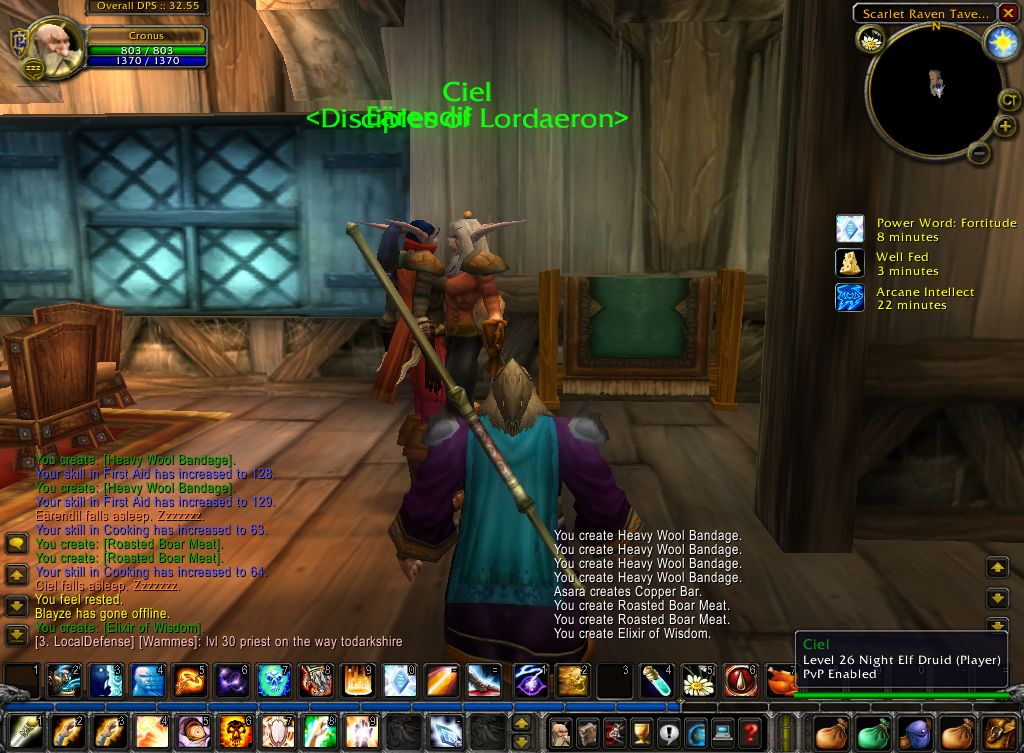 Overall DPS :: 32.55
Cronus
803 / 803
1370 / 1370
zzz
Scarlet Raven Tave...
N
Ciel
Eärendil
<Disciples of Lordaeron>
Power Word: Fortitude
8 minutes
Well Fed
3 minutes
Arcane Intellect
22 minutes
You create: [Heavy Wool Bandage].
Your skill in First Aid has increased to 128.
You create: [Heavy Wool Bandage].
Your skill in First Aid has increased to 129.
Eärendil falls asleep. Zzzzzzz.
Your skill in Cooking has increased to 63.
You create: [Roasted Boar Meat].
You create: [Roasted Boar Meat].
Your skill in Cooking has increased to 64.
Ciel falls asleep. Zzzzzzz.
You feel rested.
Blayze has gone offline.
You create: [Elixir of Wisdom]
[3. LocalDefense] [Wammes]: lvl 30 priest on the way todarkshire
You create Heavy Wool Bandage.
You create Heavy Wool Bandage.
You create Heavy Wool Bandage.
You create Heavy Wool Bandage.
Asara creates Copper Bar.
You create Roasted Boar Meat.
You create Roasted Boar Meat.
You create Elixir of Wisdom.
Ciel
Level 26 Night Elf Druid (Player)
PvP Enabled